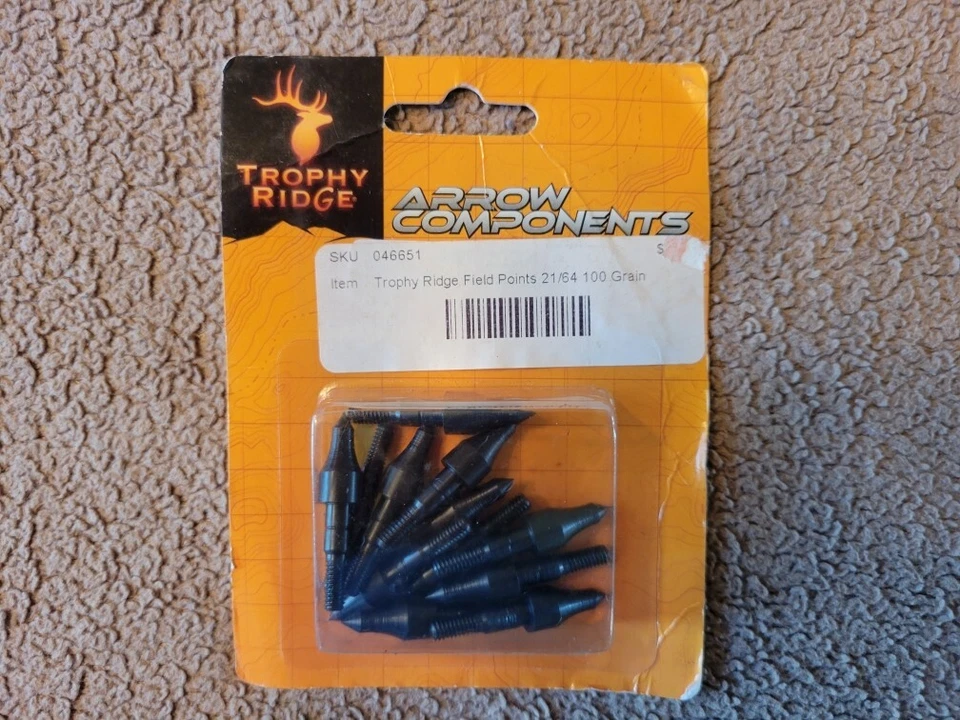 TROPHY
RIDGE
ARROW
COMPONENTS
SKU 046651 $
Item Trophy Ridge Field Points 21/64 100 Grain